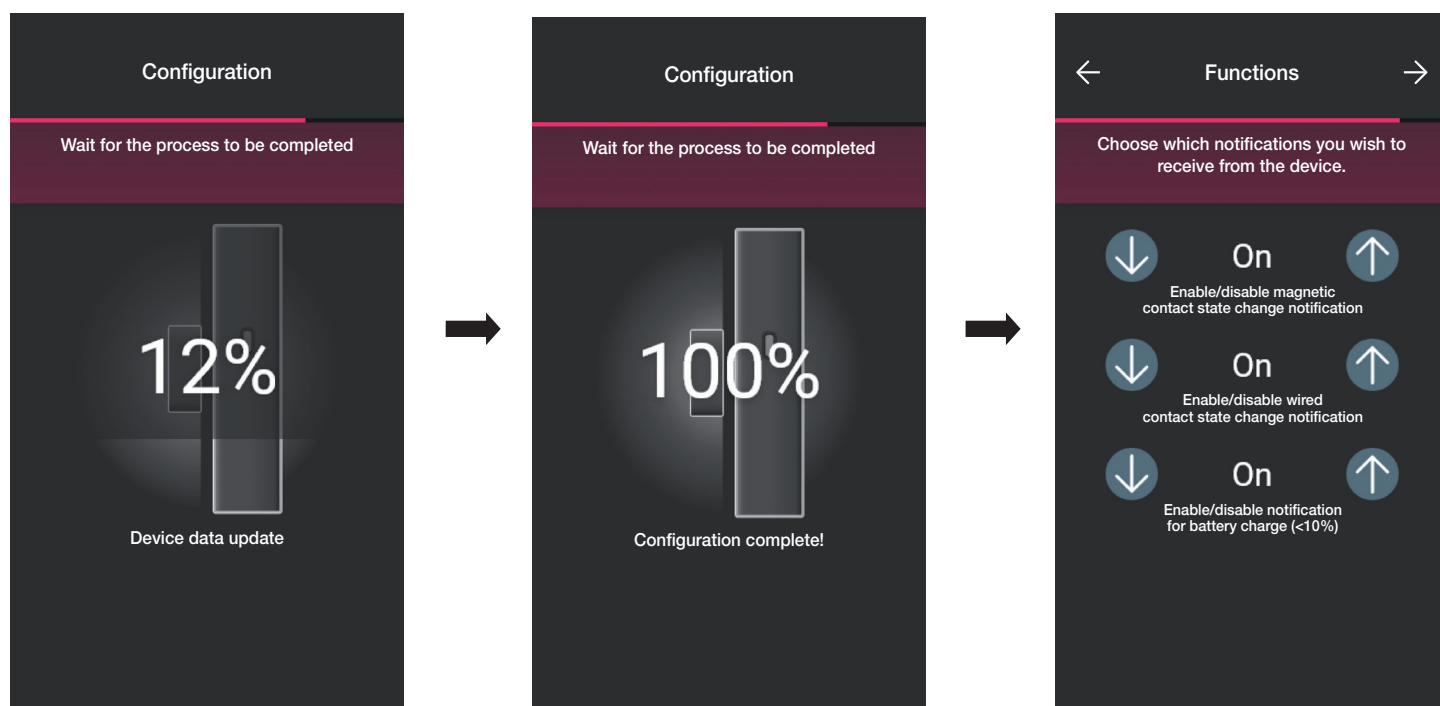 Configuration
Wait for the process to be completed
12%
Device data update
Configuration
Wait for the process to be completed
100%
Configuration complete!
Functions
Choose which notifications you wish to
receive from the device.
On
Enable/disable magnetic
contact state change notification
On
Enable/disable wired
contact state change notification
On
Enable/disable notification
for battery charge (<10%)